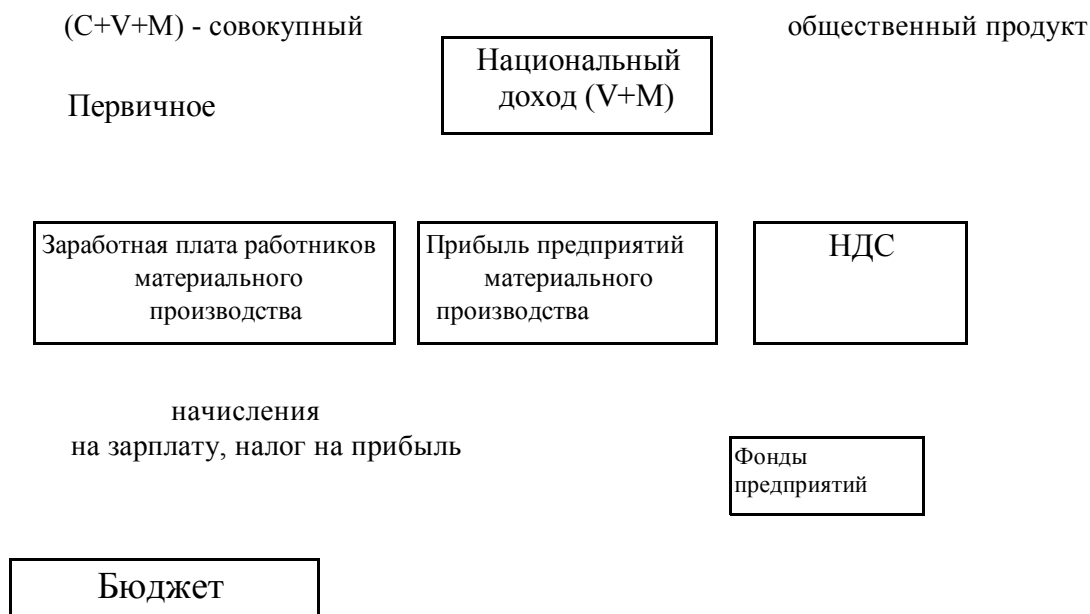 (C+V+M) - совокупный общественный продукт
Национальный
доход (V+M)
Первичное
Заработная плата работников
материального
производства
Прибыль предприятий
материального
производства
НДС
начисления
на зарплату, налог на прибыль
Фонды
предприятий
Бюджет